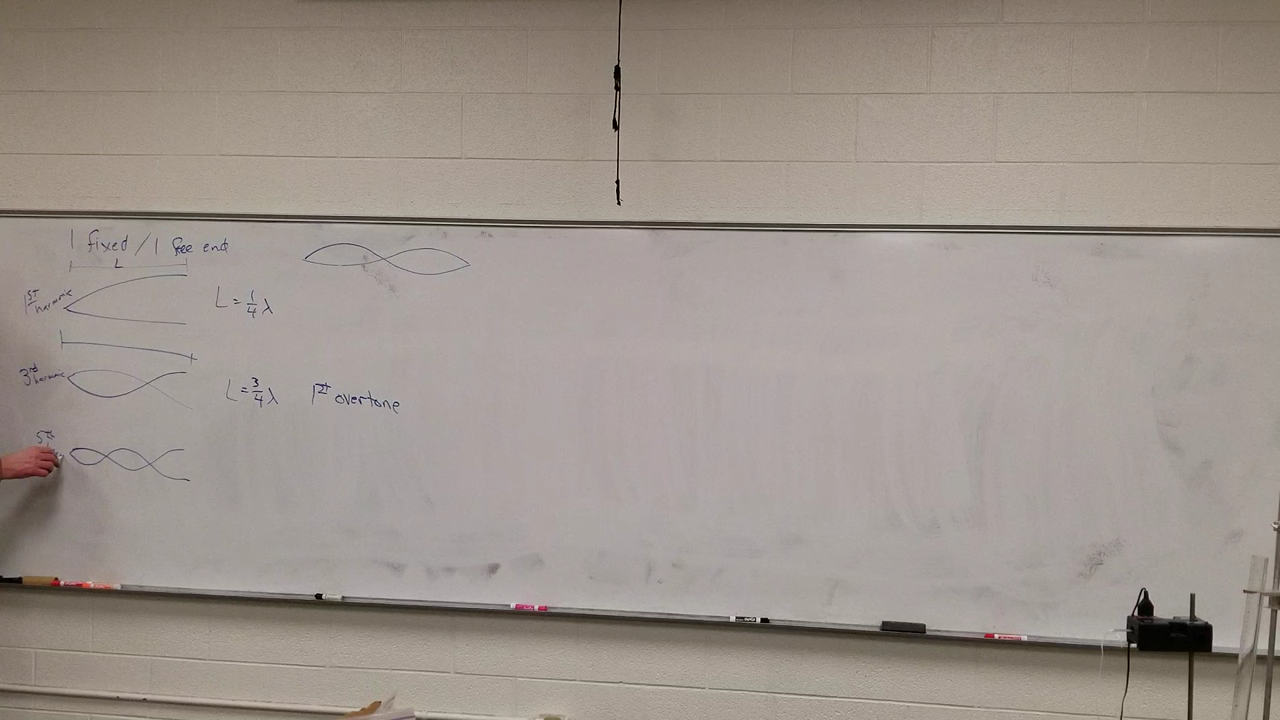 1 fixed / 1 free end
L
1st harmonic
L = 1/4 λ
3rd harmonic
L = 3/4 λ 1st overtone
5th